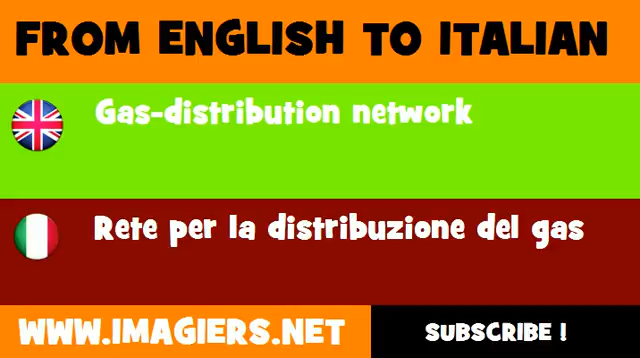 FROM ENGLISH TO ITALIAN
Gas-distribution network
Rete per la distribuzione del gas
WWW.IMAGIERS.NET
SUBSCRIBE !